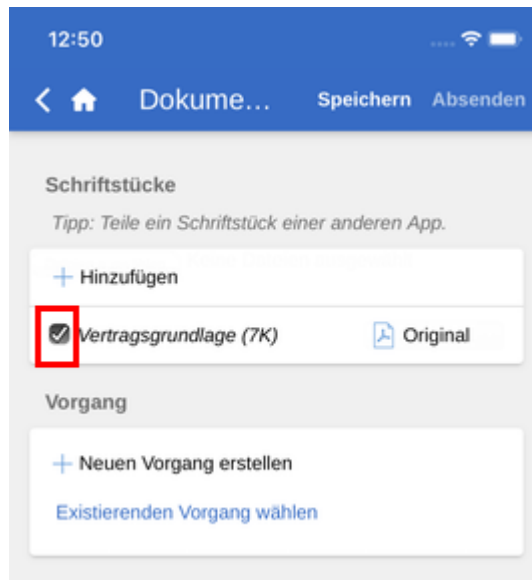 12:50
Dokume... Speichern Absenden
Schriftstücke
Tipp: Teile ein Schriftstück einer anderen App.
Hinzufügen
Vertragsgrundlage (7K) Original
Vorgang
Neuen Vorgang erstellen
Existierenden Vorgang wählen